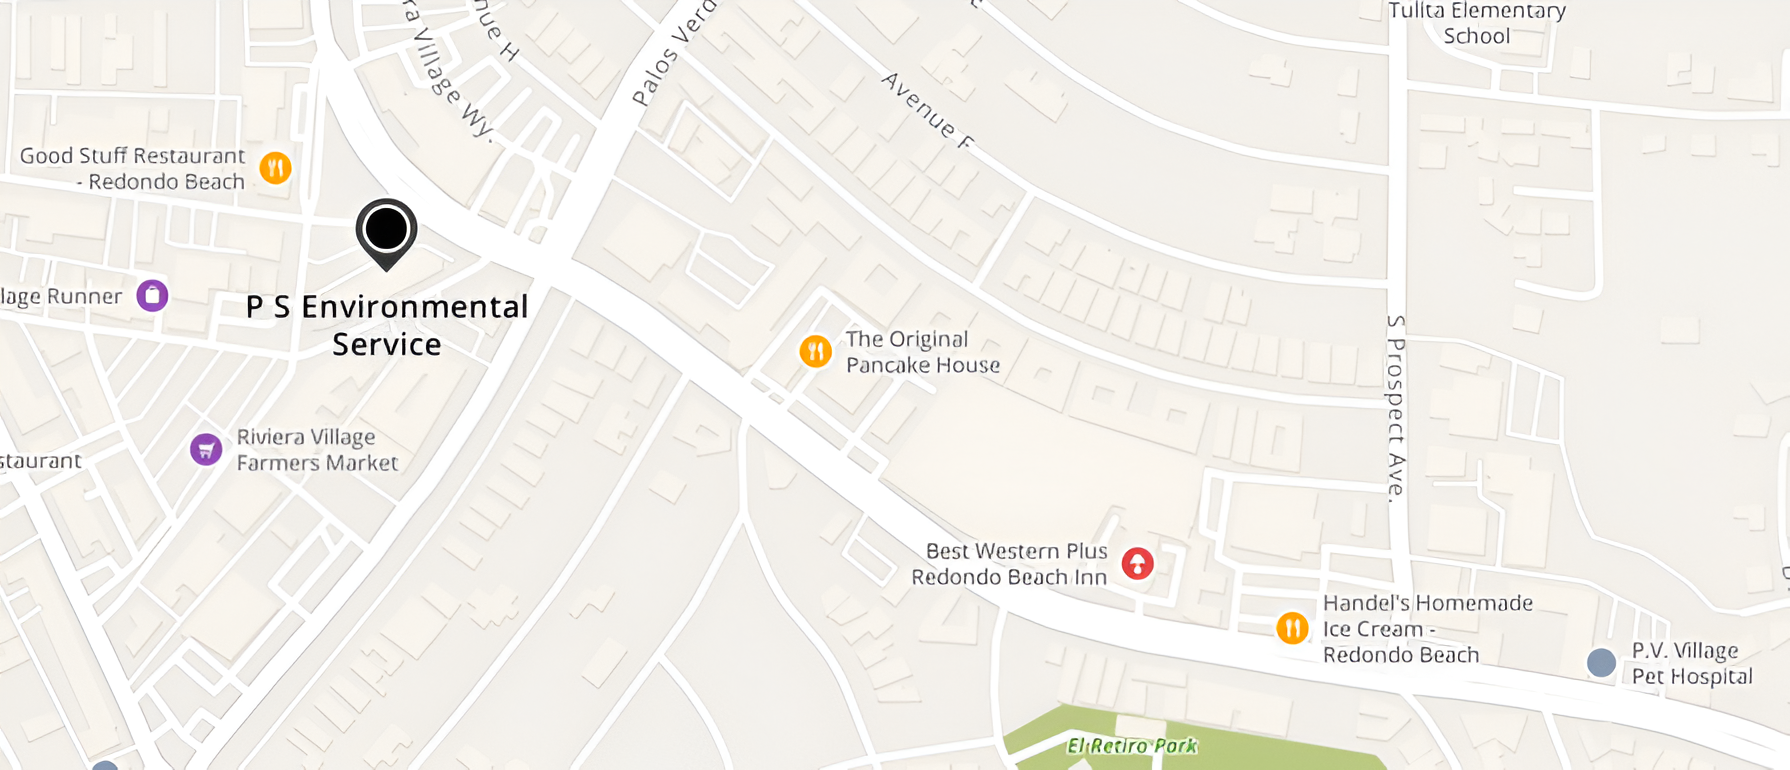 Tulita Elementary
School
ra Village Wy.
nue H
Palos Verd
Avenue F
Good Stuff Restaurant
- Redondo Beach
lage Runner
P S Environmental
Service
The Original
Pancake House
S Prospect Ave.
Riviera Village
Farmers Market
staurant
Best Western Plus
Redondo Beach Inn
Handel's Homemade
Ice Cream -
Redondo Beach
P.V. Village
Pet Hospital
El Retiro Park